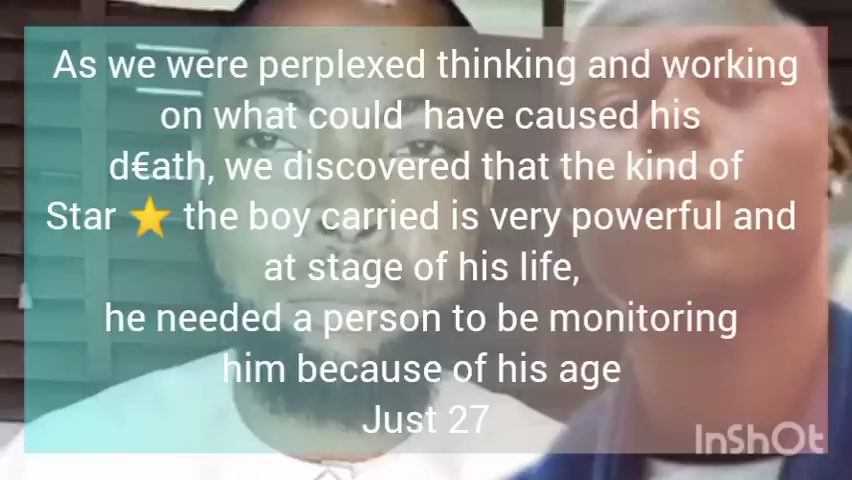 As we were perplexed thinking and working
on what could have caused his
d€ath, we discovered that the kind of
Star ⭐ the boy carried is very powerful and
at stage of his life,
he needed a person to be monitoring
him because of his age
Just 27
InShOt